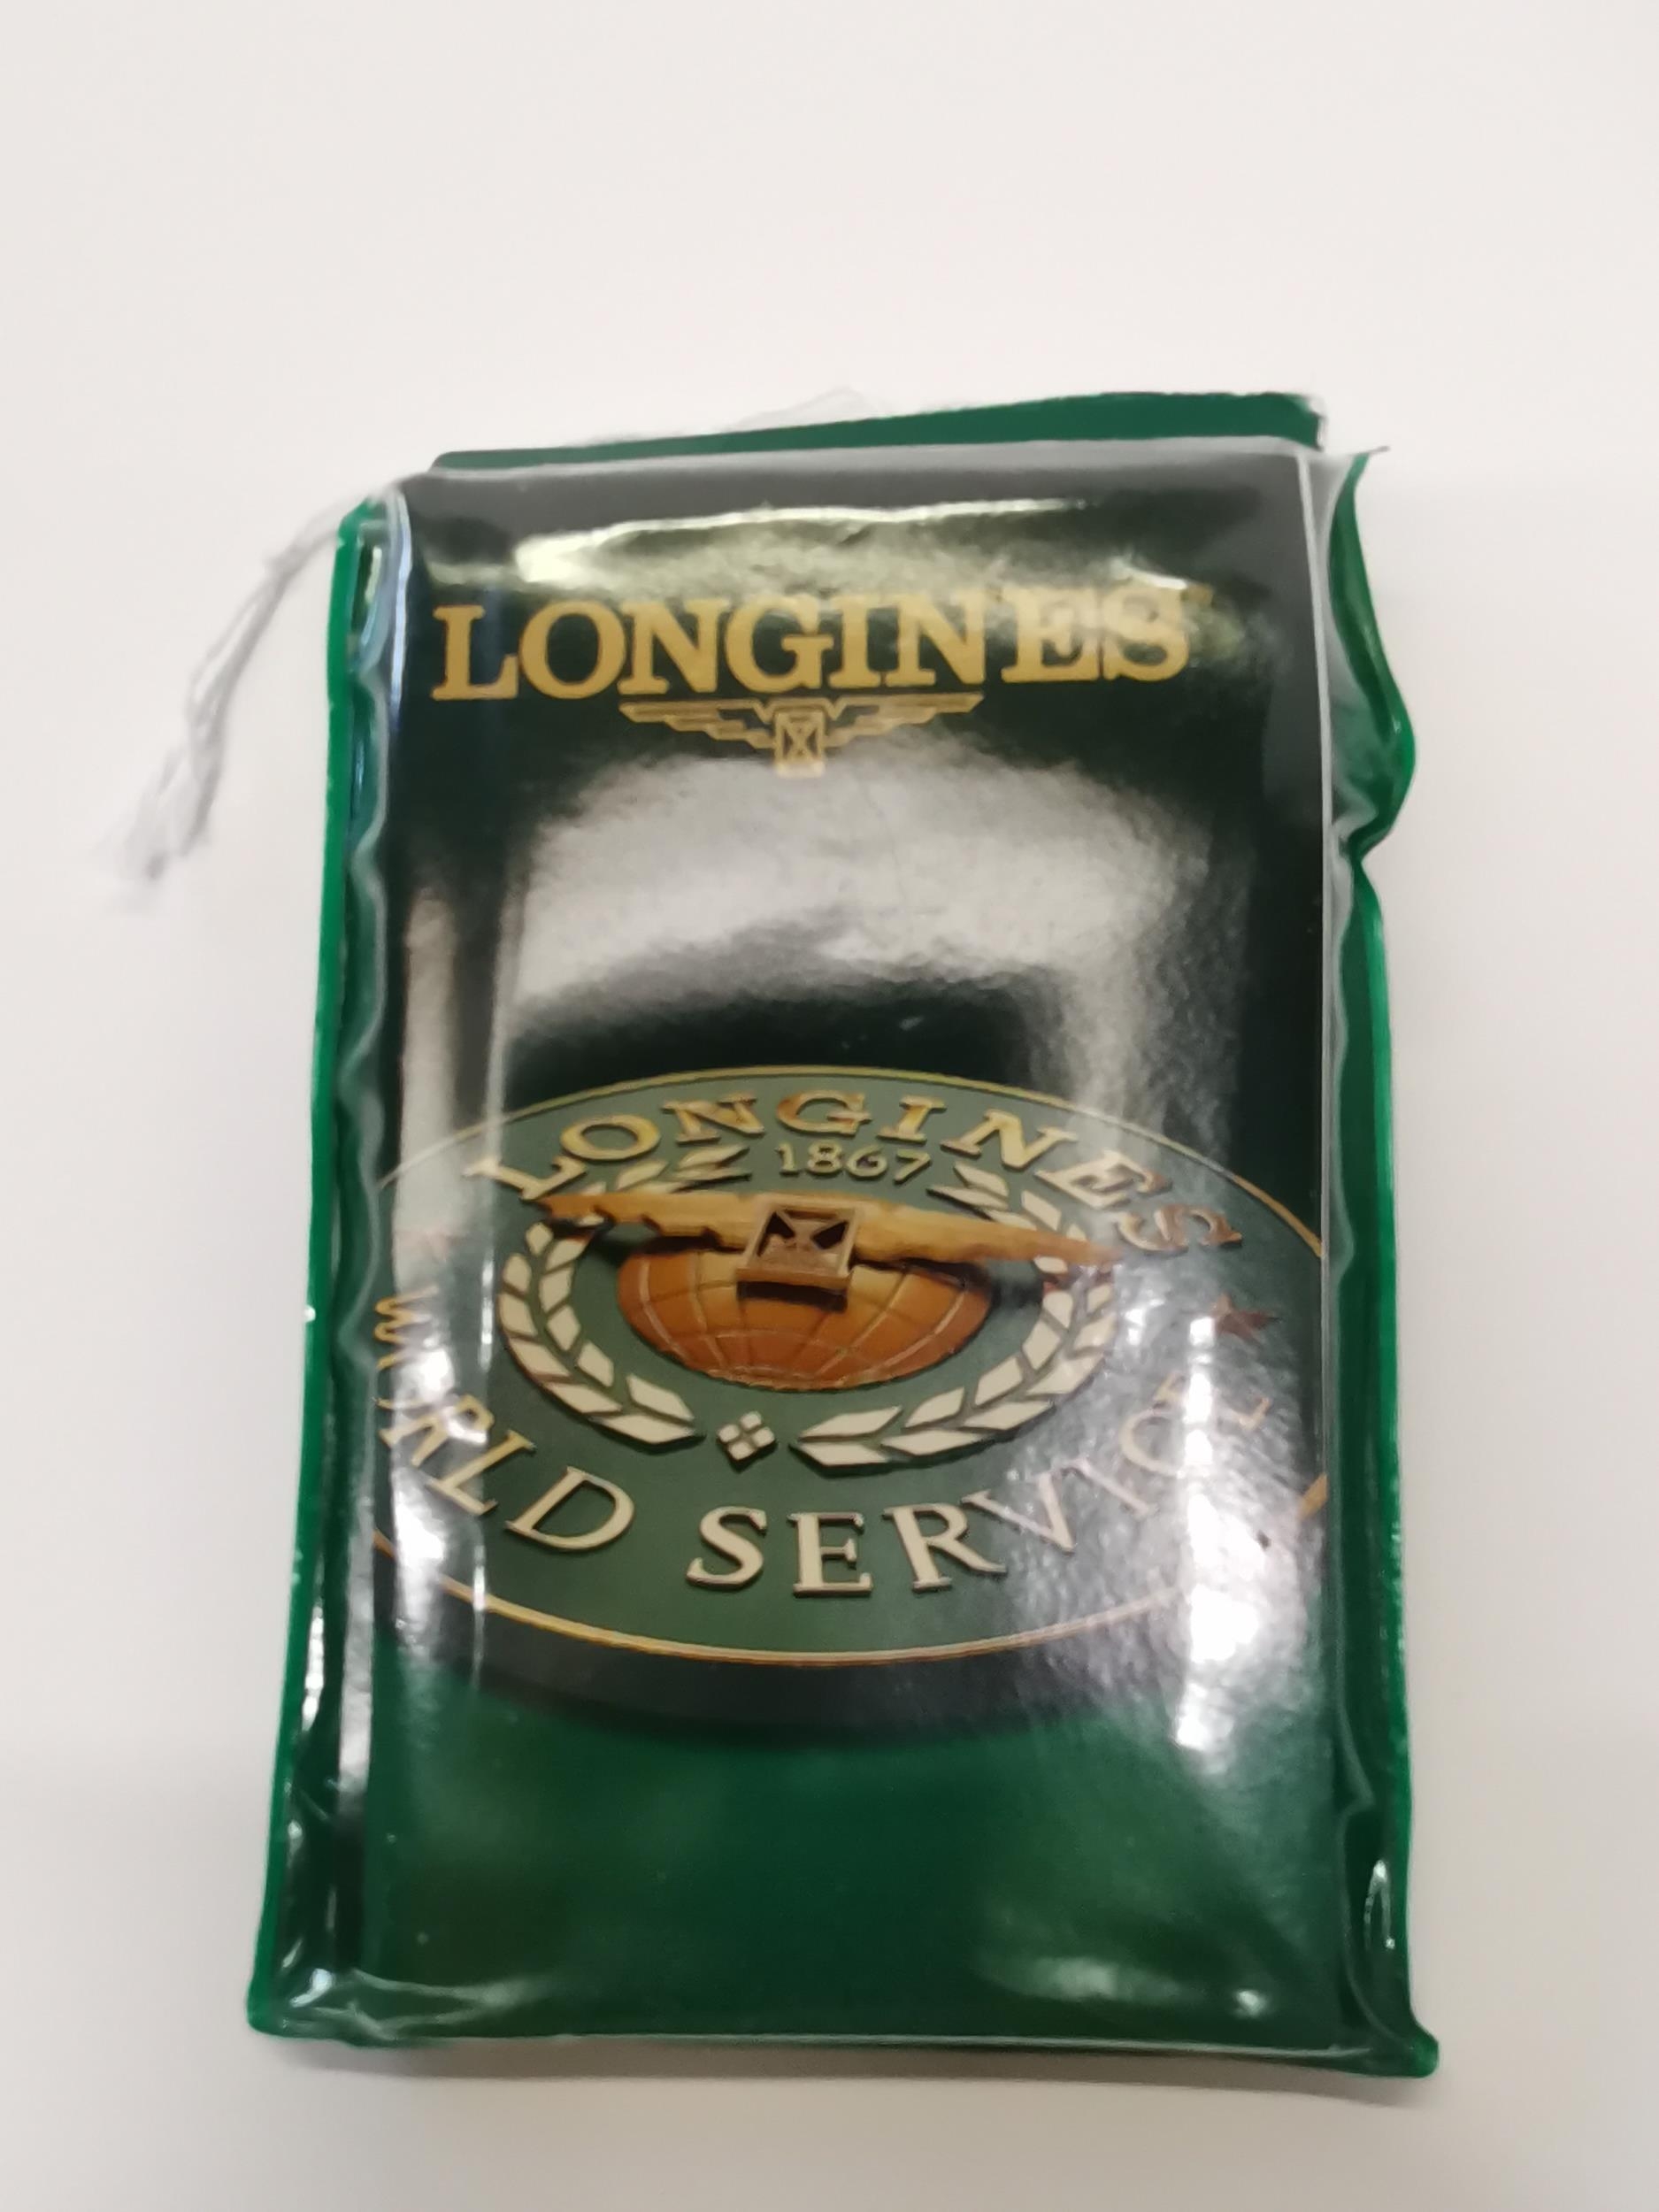 LONGINES
LONGINES
1867
WORLD SERVICE